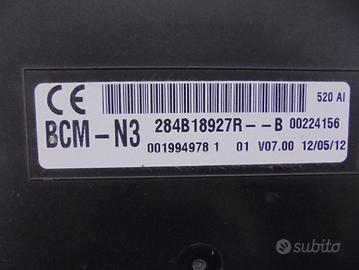 CE 520 AI
BCM-N3 284B18927R--B 00224156
001994978 1 01 V07.00 12/05/12
subito